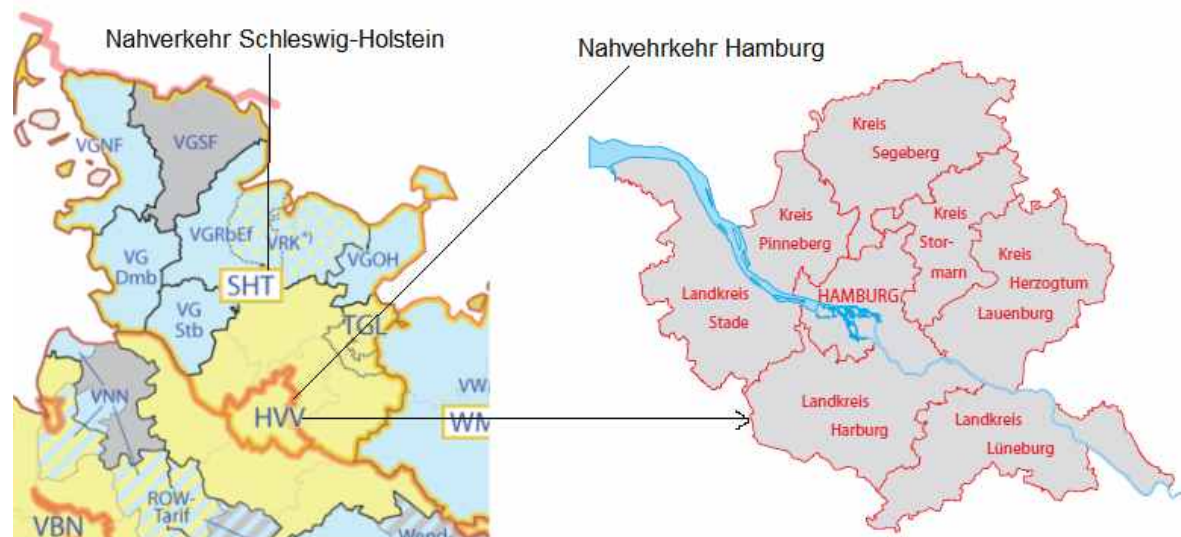 Nahverkehr Schleswig-Holstein
Nahvehrkehr Hamburg
VGNF
VGSF
VGRbEf
VRK*)
VGOH
VG
Dmb
SHT
VG
Stb
TGL
VNN
HVV
WM
ROW-
Tarif
VBN
Wend-
Kreis
Segeberg
Kreis
Pinneberg
Kreis
Stor-
marn
Kreis
Herzogtum
Lauenburg
Landkreis
Stade
HAMBURG
Landkreis
Harburg
Landkreis
Lüneburg